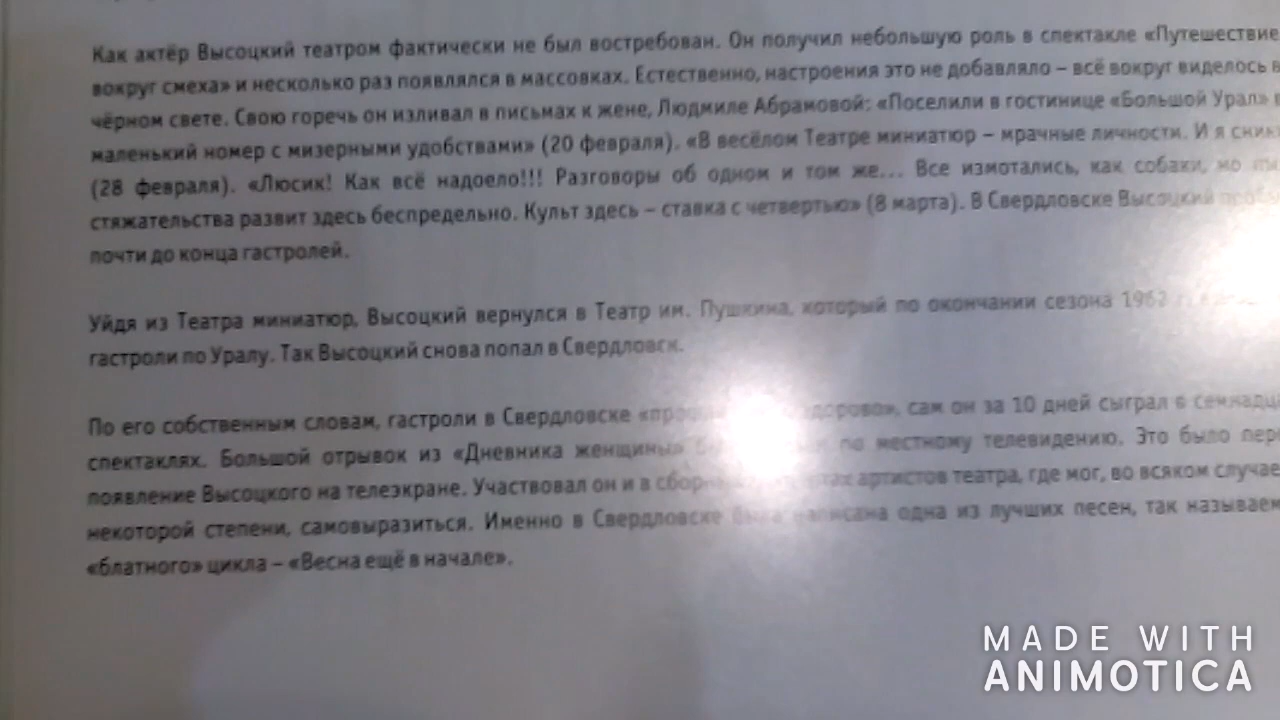 Как актёр Высоцкий театром фактически не был востребован. Он получил небольшую роль в спектакле «Путешествие
вокруг смеха» и несколько раз появлялся в массовках. Естественно, настроения это не добавляло – всё вокруг виделось в
чёрном свете. Свою горечь он изливал в письмах к жене, Людмиле Абрамовой: «Поселили в гостинице «Большой Урал» в
маленький номер с мизерными удобствами» (20 февраля). «В весёлом Театре миниатюр – мрачные личности. И я
(28 февраля). «Люсик! Как всё надоело!!! Разговоры об одном и том же... Все измотались, как собаки, но
стяжательства развит здесь беспредельно. Культ здесь – ставка с четвертью» (8 марта). В Свердловске Высоцкий
почти до конца гастролей.
Уйдя из Театра миниатюр, Высоцкий вернулся в Театр им. Пушкина, который по окончании сезона 1962
гастроли по Уралу. Так Высоцкий снова попал в Свердловск.
По его собственным словам, гастроли в Свердловске здорово», сам он за 10 дней сыграл в
спектаклях. Большой отрывок из «Дневника женщины» по местному телевидению. Это было
появление Высоцкого на телеэкране. Участвовал он и в артистов театра, где мог, во всяком случае
некоторой степени, самовыразиться. Именно в Свердловске была написана одна из лучших песен, так
«блатного» цикла – «Весна ещё в начале».
MADE WITH
ANIMOTICA